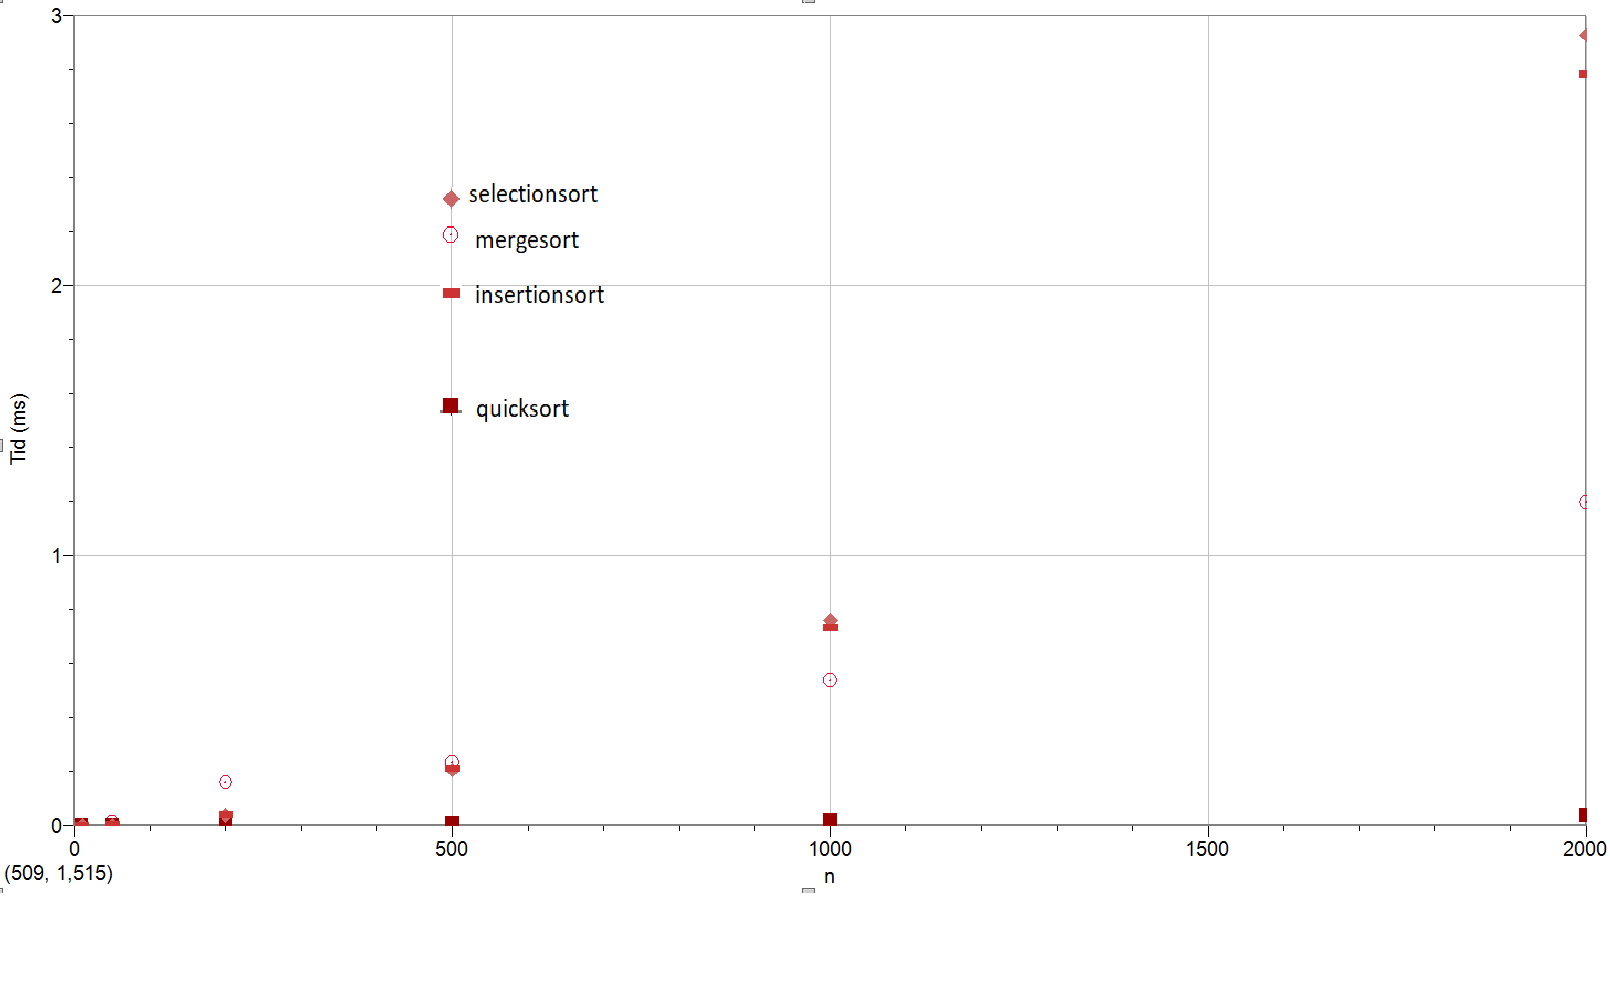 3
selectionsort
mergesort
2
insertionsort
quicksort
Tid (ms)
1
0
0 500 1000 1500 2000
(509, 1,515)
n